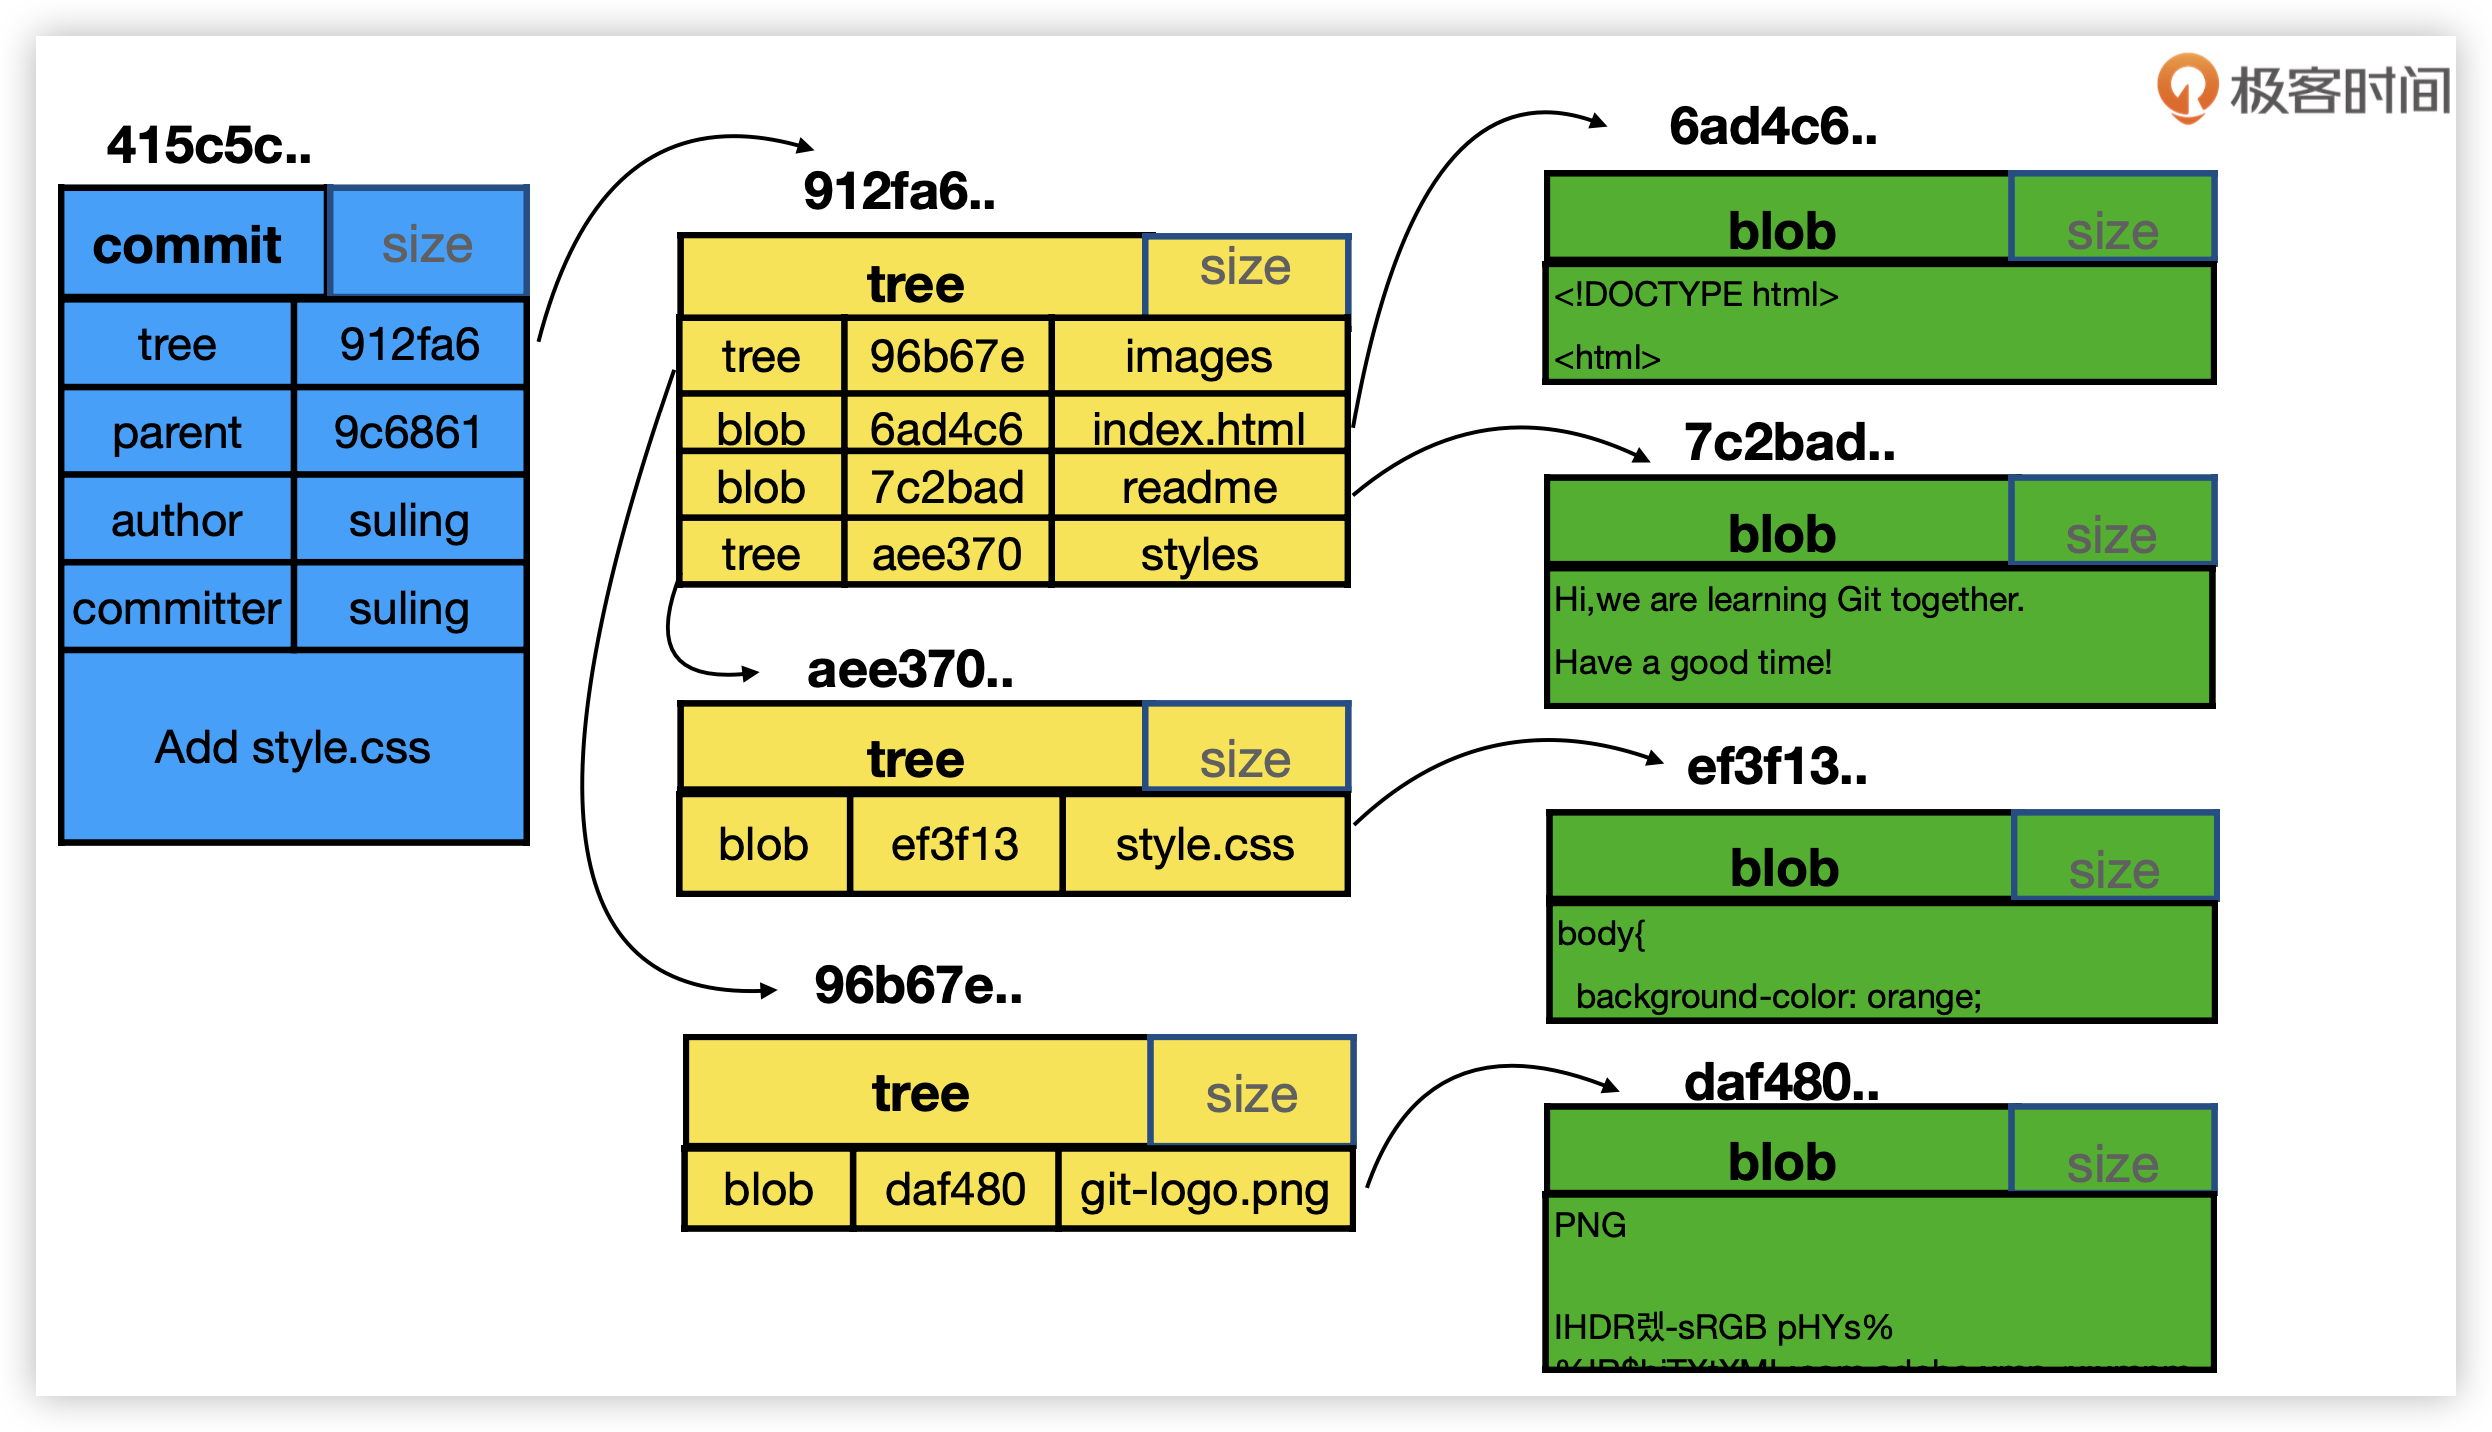 极客时间
415c5c..
commit size
tree 912fa6
parent 9c6861
author suling
committer suling
Add style.css
912fa6..
tree size
tree 96b67e images
blob 6ad4c6 index.html
blob 7c2bad readme
tree aee370 styles
aee370..
tree size
blob ef3f13 style.css
96b67e..
tree size
blob daf480 git-logo.png
6ad4c6..
blob size
<!DOCTYPE html>
<html>
7c2bad..
blob size
Hi,we are learning Git together.
Have a good time!
ef3f13..
blob size
body{
background-color: orange;
daf480..
blob size
PNG
IHDR렜-sRGB pHYs%